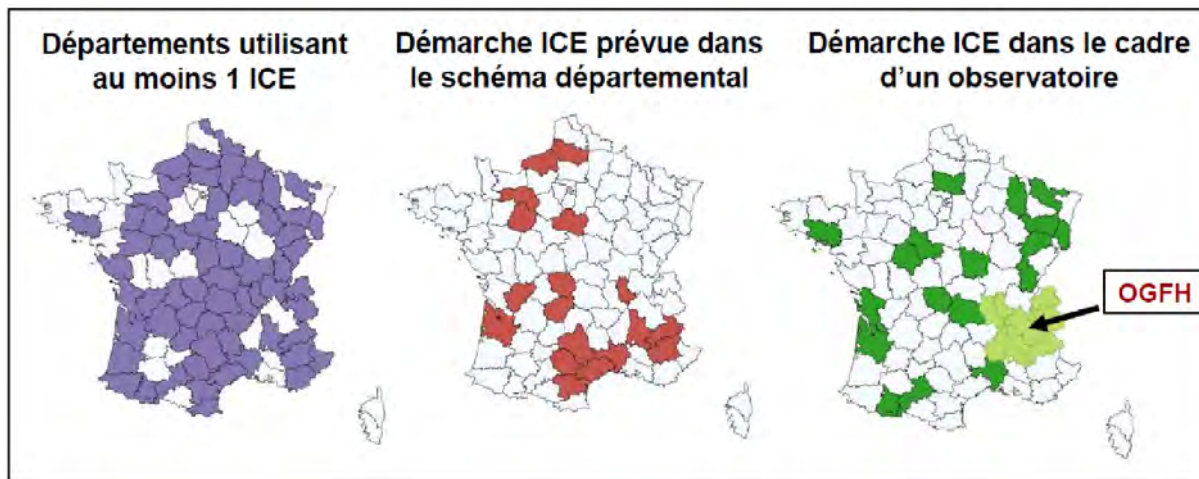 Départements utilisant
au moins 1 ICE
Démarche ICE prévue dans
le schéma départemental
Démarche ICE dans le cadre
d'un observatoire
OGFH